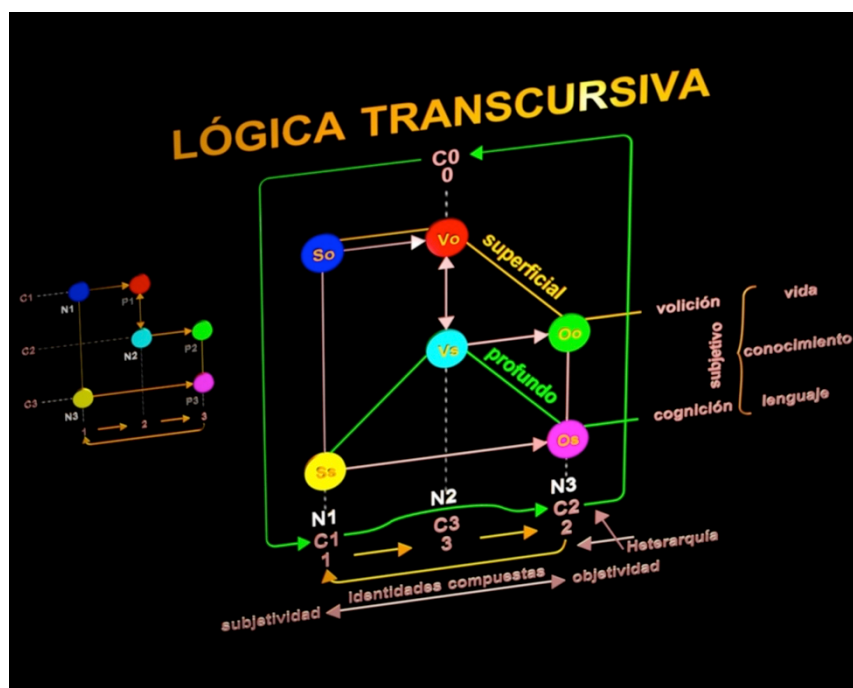 LÓGICA TRANSCURSIVA
C0
0
So
Vo
superficial
Vs
Oo
profundo
Ss
Os
volición
cognición
subjetivo
vida
conocimiento
lenguaje
C1
N1
P1
C2
N2
P2
C3
N3
P3
1
2
3
N1
N2
N3
C1
C3
C2
1
3
2
Heterarquía
Identidades compuestas
subjetividad
objetividad